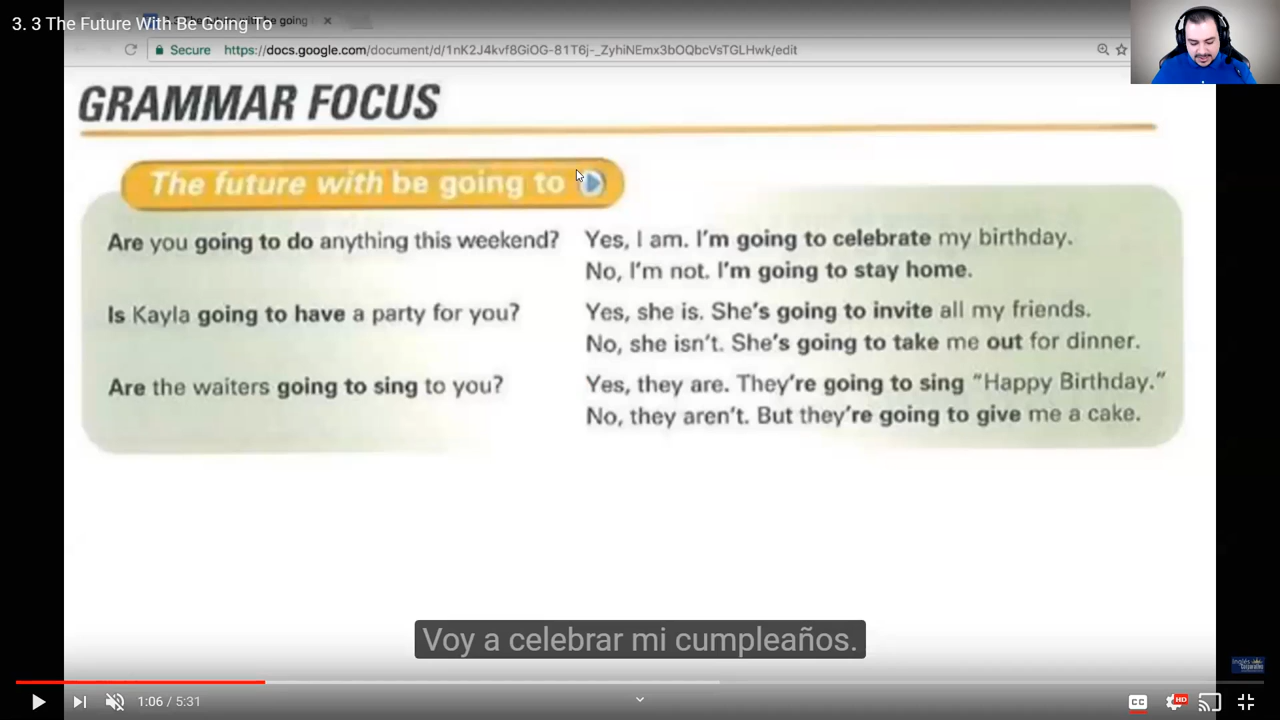 3. 3 The Future With Be Going To
Secure
https://docs.google.com/document/d/1nK2J4kvf8GiOG-81T6j-_ZyhiNEmx3bOQbcVsTGLHwk/edit
GRAMMAR FOCUS
The future with be going to
Are you going to do anything this weekend?
Yes, I am. I'm going to celebrate my birthday.
No, I'm not. I'm going to stay home.
Is Kayla going to have a party for you?
Yes, she is. She's going to invite all my friends.
No, she isn't. She's going to take me out for dinner.
Are the waiters going to sing to you?
Yes, they are. They're going to sing “Happy Birthday.”
No, they aren't. But they're going to give me a cake.
Voy a celebrar mi cumpleaños.
Inglés
Corporativo
1:06 / 5:31
CC
HD